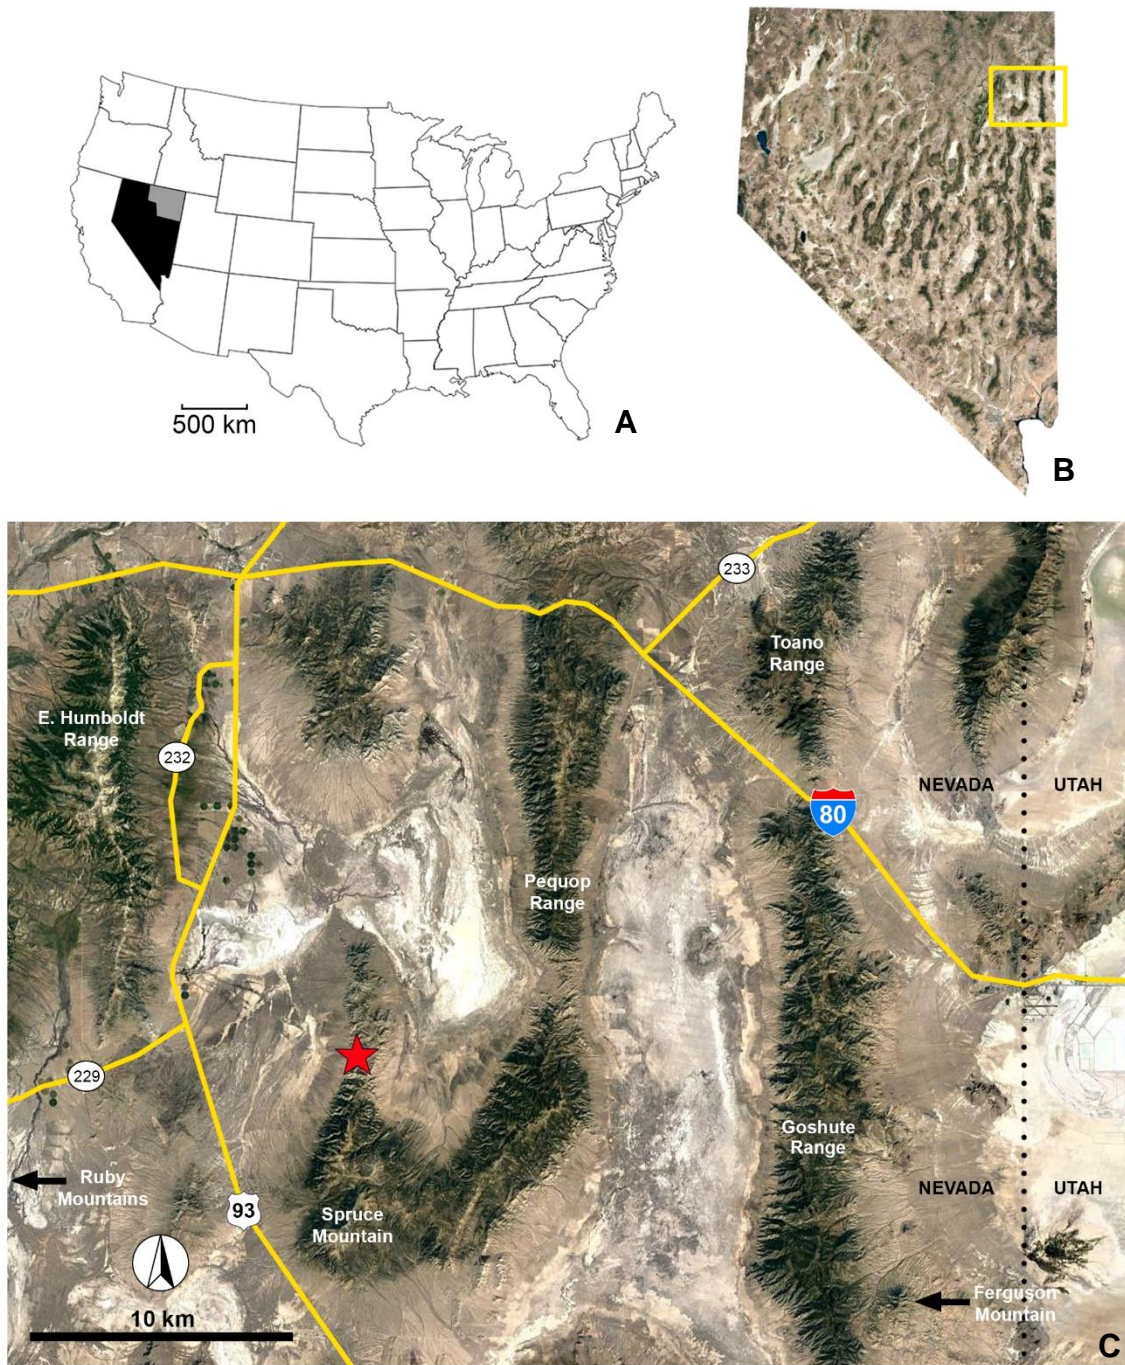 500 km
A
B
233
Toano
Range
E. Humboldt
Range
232
NEVADA
UTAH
80
Pequop
Range
229
Goshute
Range
Ruby
Mountains
NEVADA
UTAH
93
Spruce
Mountain
10 km
Ferguson
Mountain
C